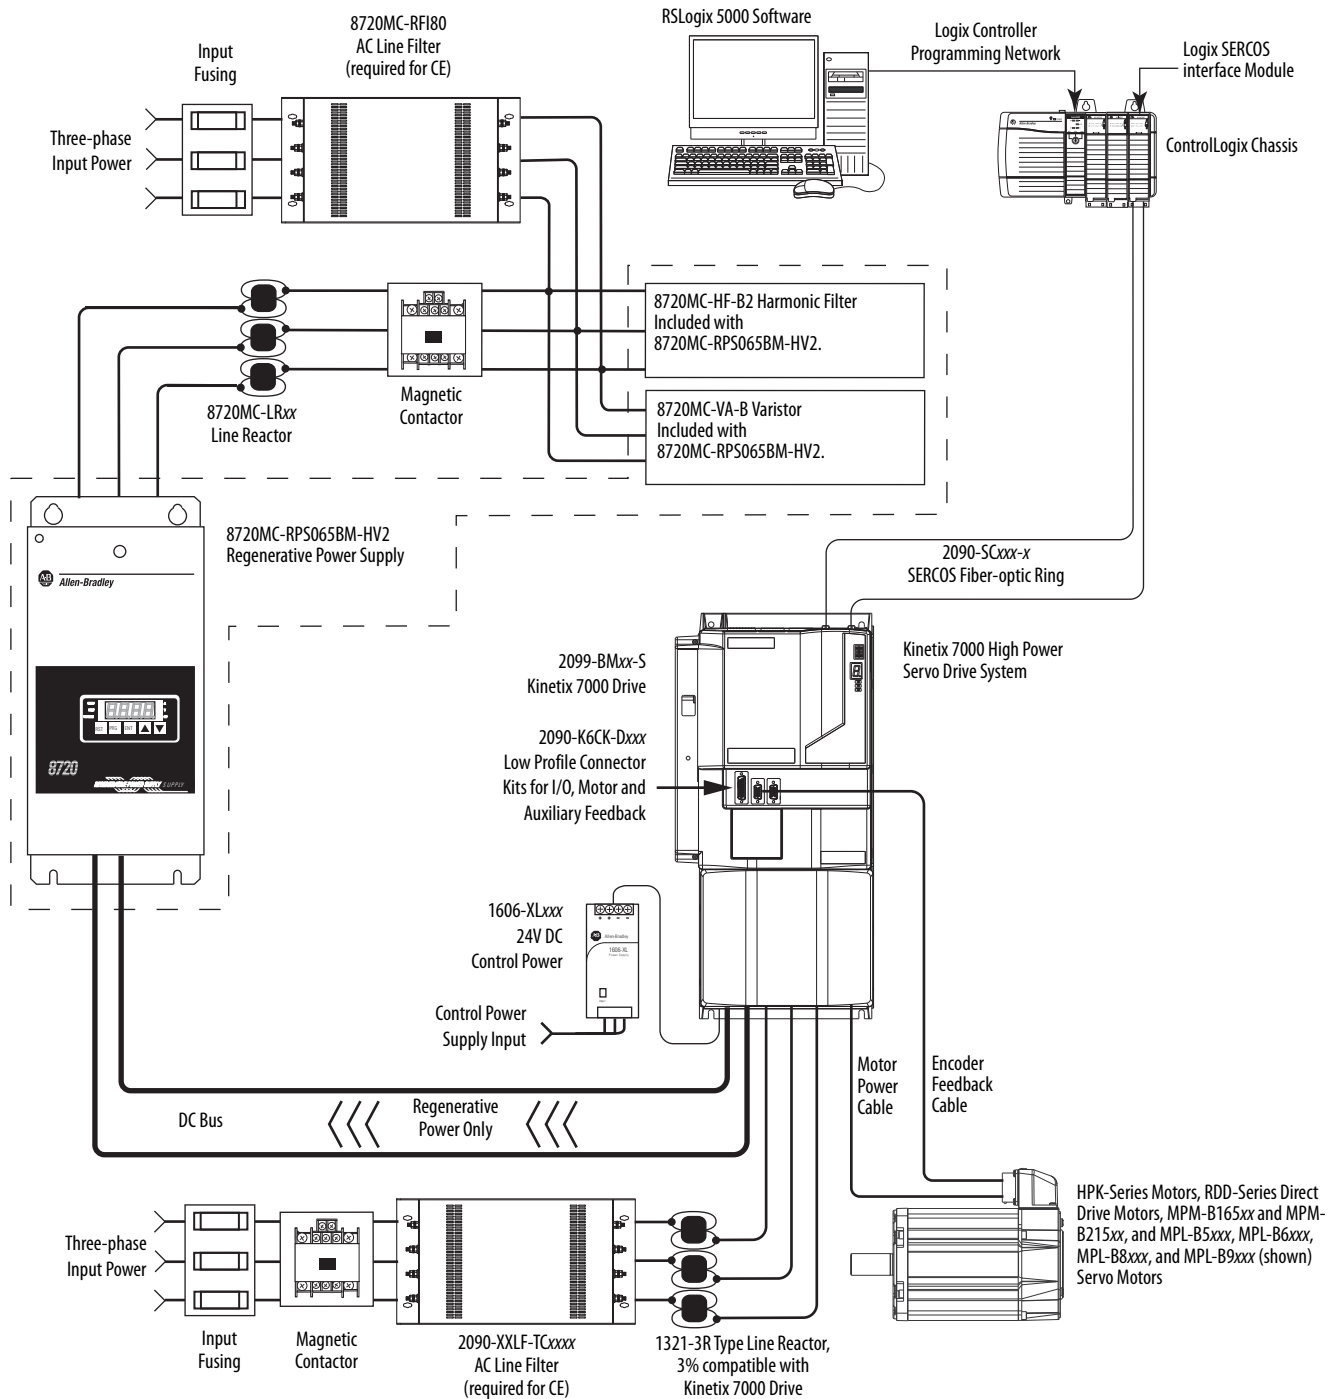 8720MC-RFI80
AC Line Filter
(required for CE)
Input
Fusing
Three-phase
Input Power
RSLogix 5000 Software
Logix Controller
Programming Network
Logix SERCOS
interface Module
ControlLogix Chassis
8720MC-HF-B2 Harmonic Filter
Included with
8720MC-RPS065BM-HV2.
8720MC-LRxx
Line Reactor
Magnetic
Contactor
8720MC-VA-B Varistor
Included with
8720MC-RPS065BM-HV2.
8720MC-RPS065BM-HV2
Regenerative Power Supply
Allen-Bradley
8720
SUPPLY
2090-SCxxx-x
SERCOS Fiber-optic Ring
2099-BMxx-S
Kinetix 7000 Drive
Kinetix 7000 High Power
Servo Drive System
2090-K6CK-Dxxx
Low Profile Connector
Kits for I/O, Motor and
Auxiliary Feedback
1606-XLxxx
24V DC
Control Power
Allen-Bradley
1606-XL
Power Supply
Control Power
Supply Input
Motor
Power
Cable
Encoder
Feedback
Cable
DC Bus
Regenerative
Power Only
HPK-Series Motors, RDD-Series Direct
Drive Motors, MPM-B165xx and MPM-
B215xx, and MPL-B5xxx, MPL-B6xxx,
MPL-B8xxx, and MPL-B9xxx (shown)
Servo Motors
Three-phase
Input Power
Input
Fusing
Magnetic
Contactor
2090-XXLF-TCxxxx
AC Line Filter
(required for CE)
1321-3R Type Line Reactor,
3% compatible with
Kinetix 7000 Drive